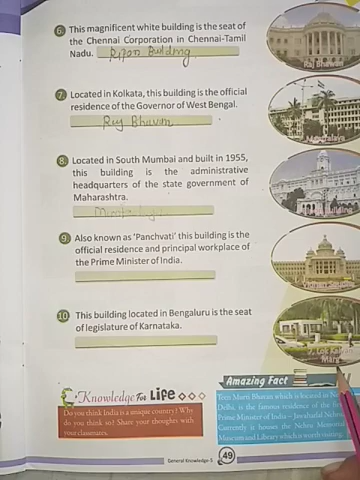 6. This magnificent white building is the seat of
the Chennai Corporation in Chennai-Tamil
Nadu. Ripon Building
Raj Bhavan
7. Located in Kolkata, this building is the official
residence of the Governor of West Bengal.
Raj Bhavan
8. Located in South Mumbai and built in 1955,
this building is the administrative
headquarters of the state government of
Maharashtra.
9. Also known as 'Panchvati' this building is the
official residence and principal workplace of
the Prime Minister of India.
10. This building located in Bengaluru is the seat
of legislature of Karnataka.
7, Lok Kalyan
Marg
Knowledge For Life
Do you think India is a unique country? Why
do you think so? Share your thoughts with
your classmates.
Amazing Fact
Teen Murti Bhavan which is located in
Delhi, is the famous residence of the
Prime Minister of India – Jawaharlal
Currently it houses the Nehru Memorial
Museum and Library which is worth visiting.
General Knowledge-5
49